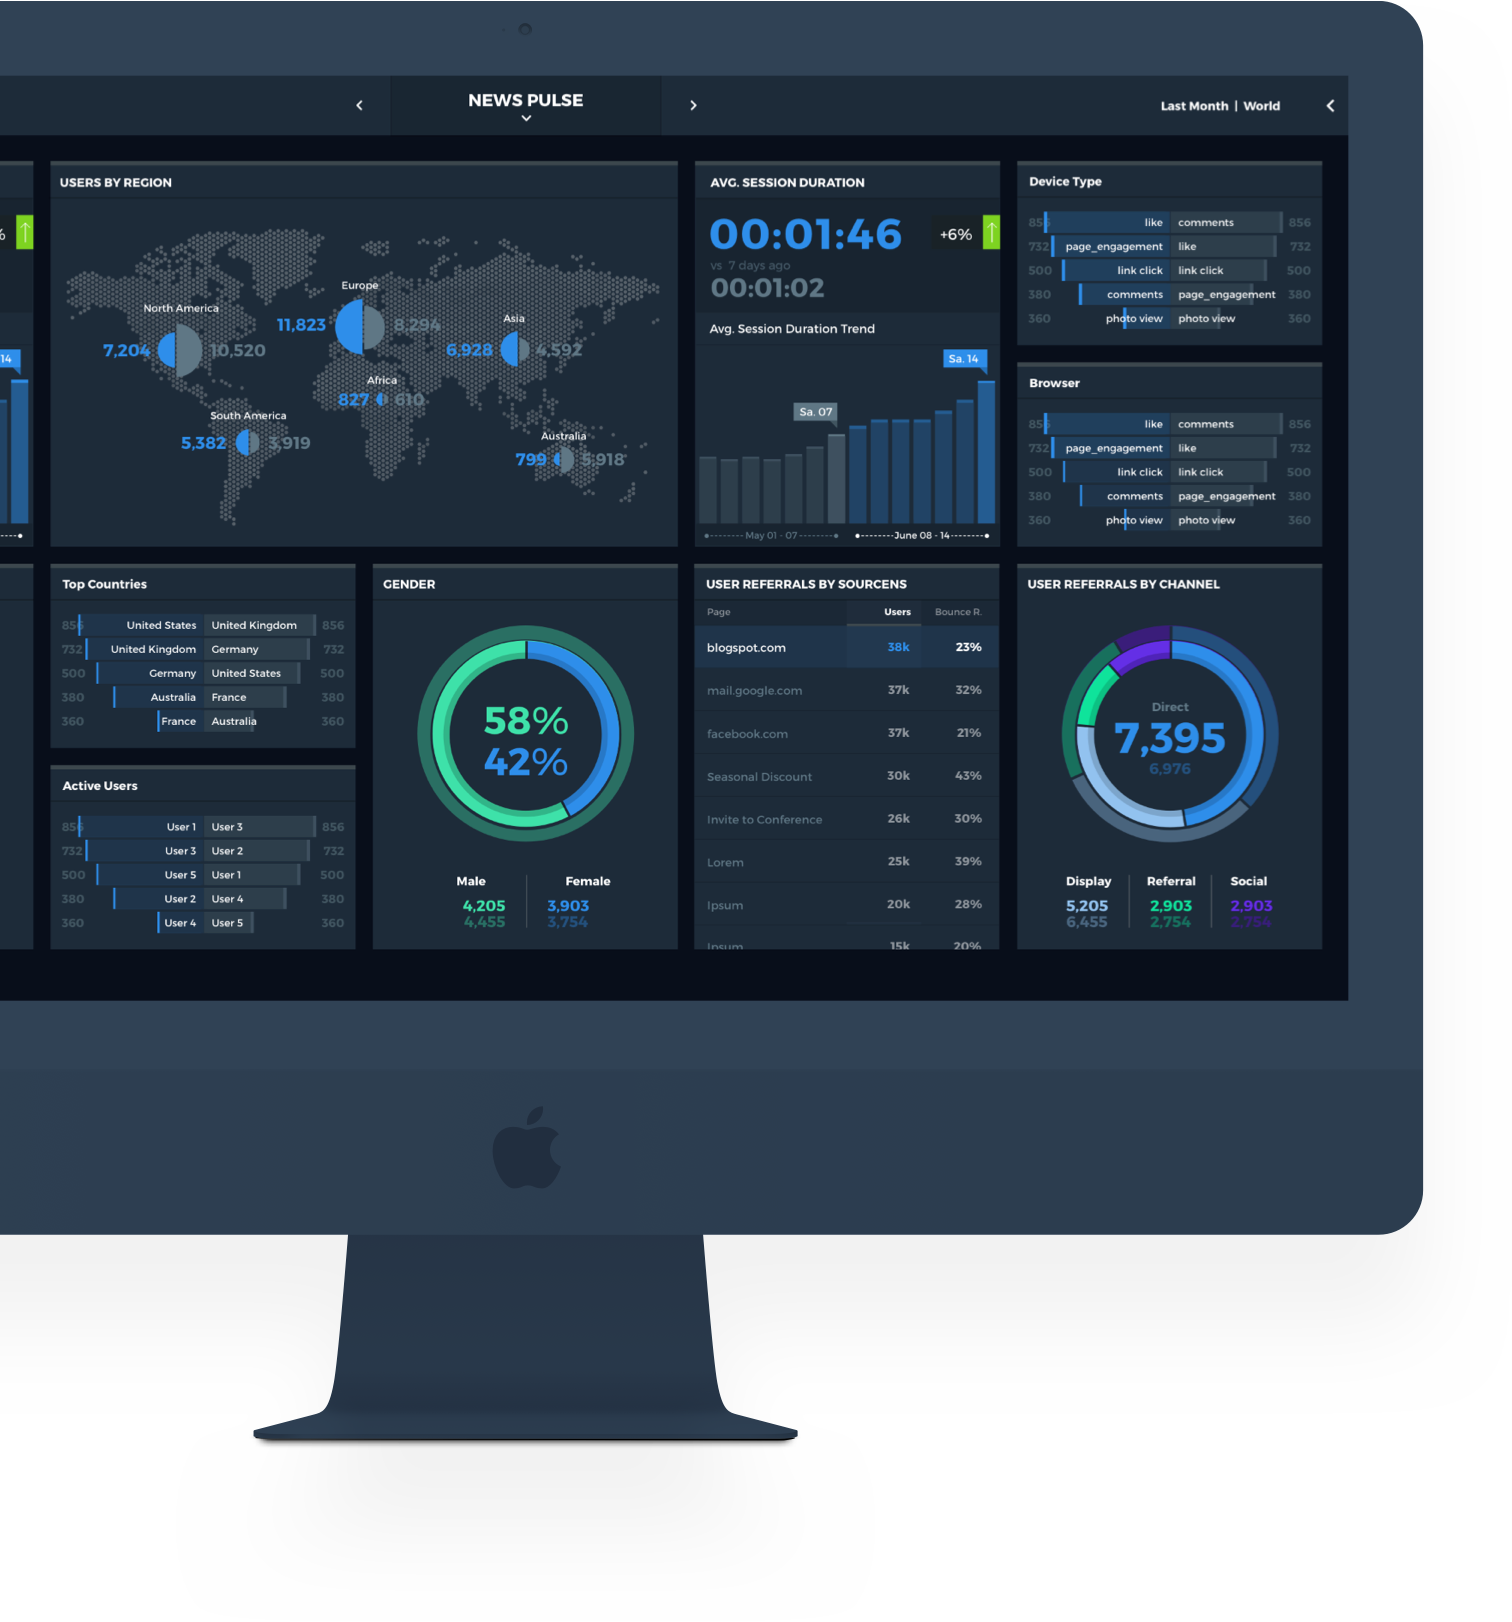 NEWS PULSE
Last Month | World
%
14
USERS BY REGION
Europe
11,823 8,294
North America
7,204 10,520
Asia
6,928 4,592
Africa
827 610
South America
5,382 3,919
Australia
799 5,918
AVG. SESSION DURATION
00:01:46
+6%
vs 7 days ago
00:01:02
Avg. Session Duration Trend
Sa. 14
Sa. 07
May 01 - 07
June 08 - 14
Device Type
856 like comments 856
732 page_engagement like 732
500 link click link click 500
380 comments page_engagement 380
360 photo view photo view 360
Browser
856 like comments 856
732 page_engagement like 732
500 link click link click 500
380 comments page_engagement 380
360 photo view photo view 360
Top Countries
856 United States United Kingdom 856
732 United Kingdom Germany 732
500 Germany United States 500
380 Australia France 380
360 France Australia 360
Active Users
856 User 1 User 3 856
732 User 3 User 2 732
500 User 5 User 1 500
380 User 2 User 4 380
360 User 4 User 5 360
GENDER
58%
42%
Male Female
4,205 3,903
4,455 3,754
USER REFERRALS BY SOURCENS
Page Users Bounce R.
blogspot.com 38k 23%
mail.google.com 37k 32%
facebook.com 37k 21%
Seasonal Discount 30k 43%
Invite to Conference 26k 30%
Lorem 25k 39%
Ipsum 20k 28%
Ipsum 15k 20%
USER REFERRALS BY CHANNEL
Direct
7,395
6,976
Display Referral Social
5,205 2,903 2,903
6,455 2,754 2,754